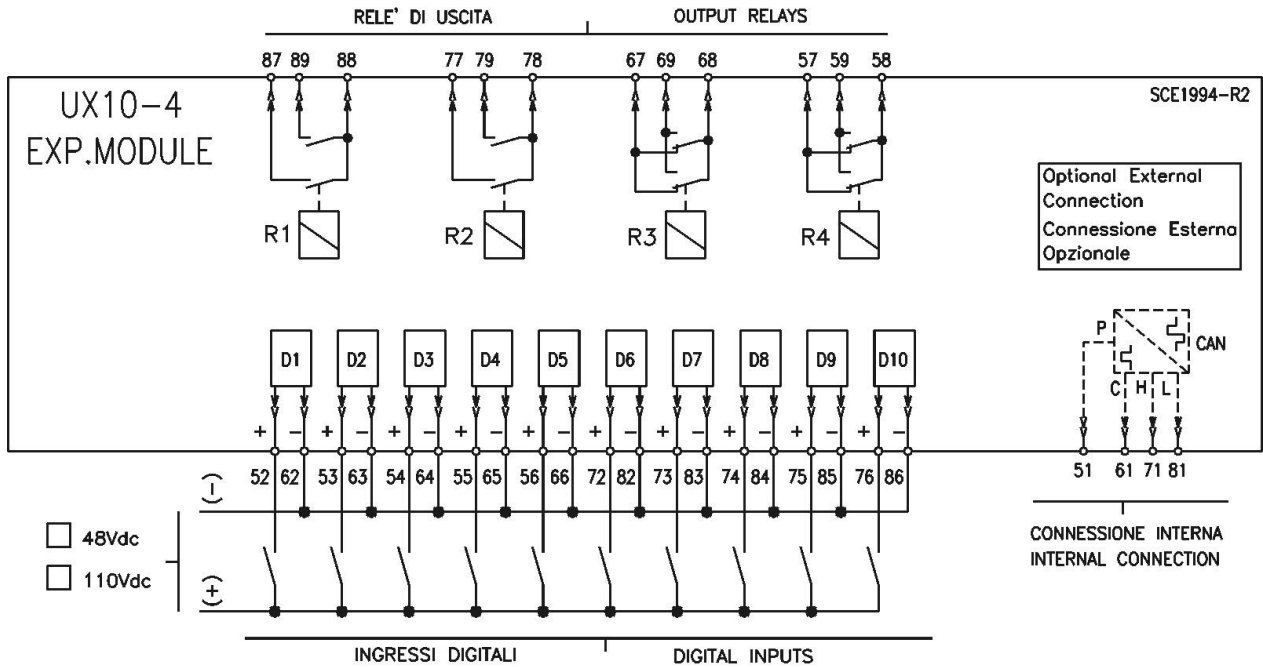 RELE' DI USCITA OUTPUT RELAYS
87 89 88 77 79 78 67 69 68 57 59 58
UX10-4
EXP.MODULE
SCE1994-R2
Optional External
Connection
Connessione Esterna
Opzionale
R1 R2 R3 R4
D1 D2 D3 D4 D5 D6 D7 D8 D9 D10
P CAN
C H L
+ − + − + − + − + − + − + − + − + − + −
52 62 53 63 54 64 55 65 56 66 72 82 73 83 74 84 75 85 76 86
51 61 71 81
(−)
48Vdc
110Vdc
(+)
CONNESSIONE INTERNA
INTERNAL CONNECTION
INGRESSI DIGITALI DIGITAL INPUTS